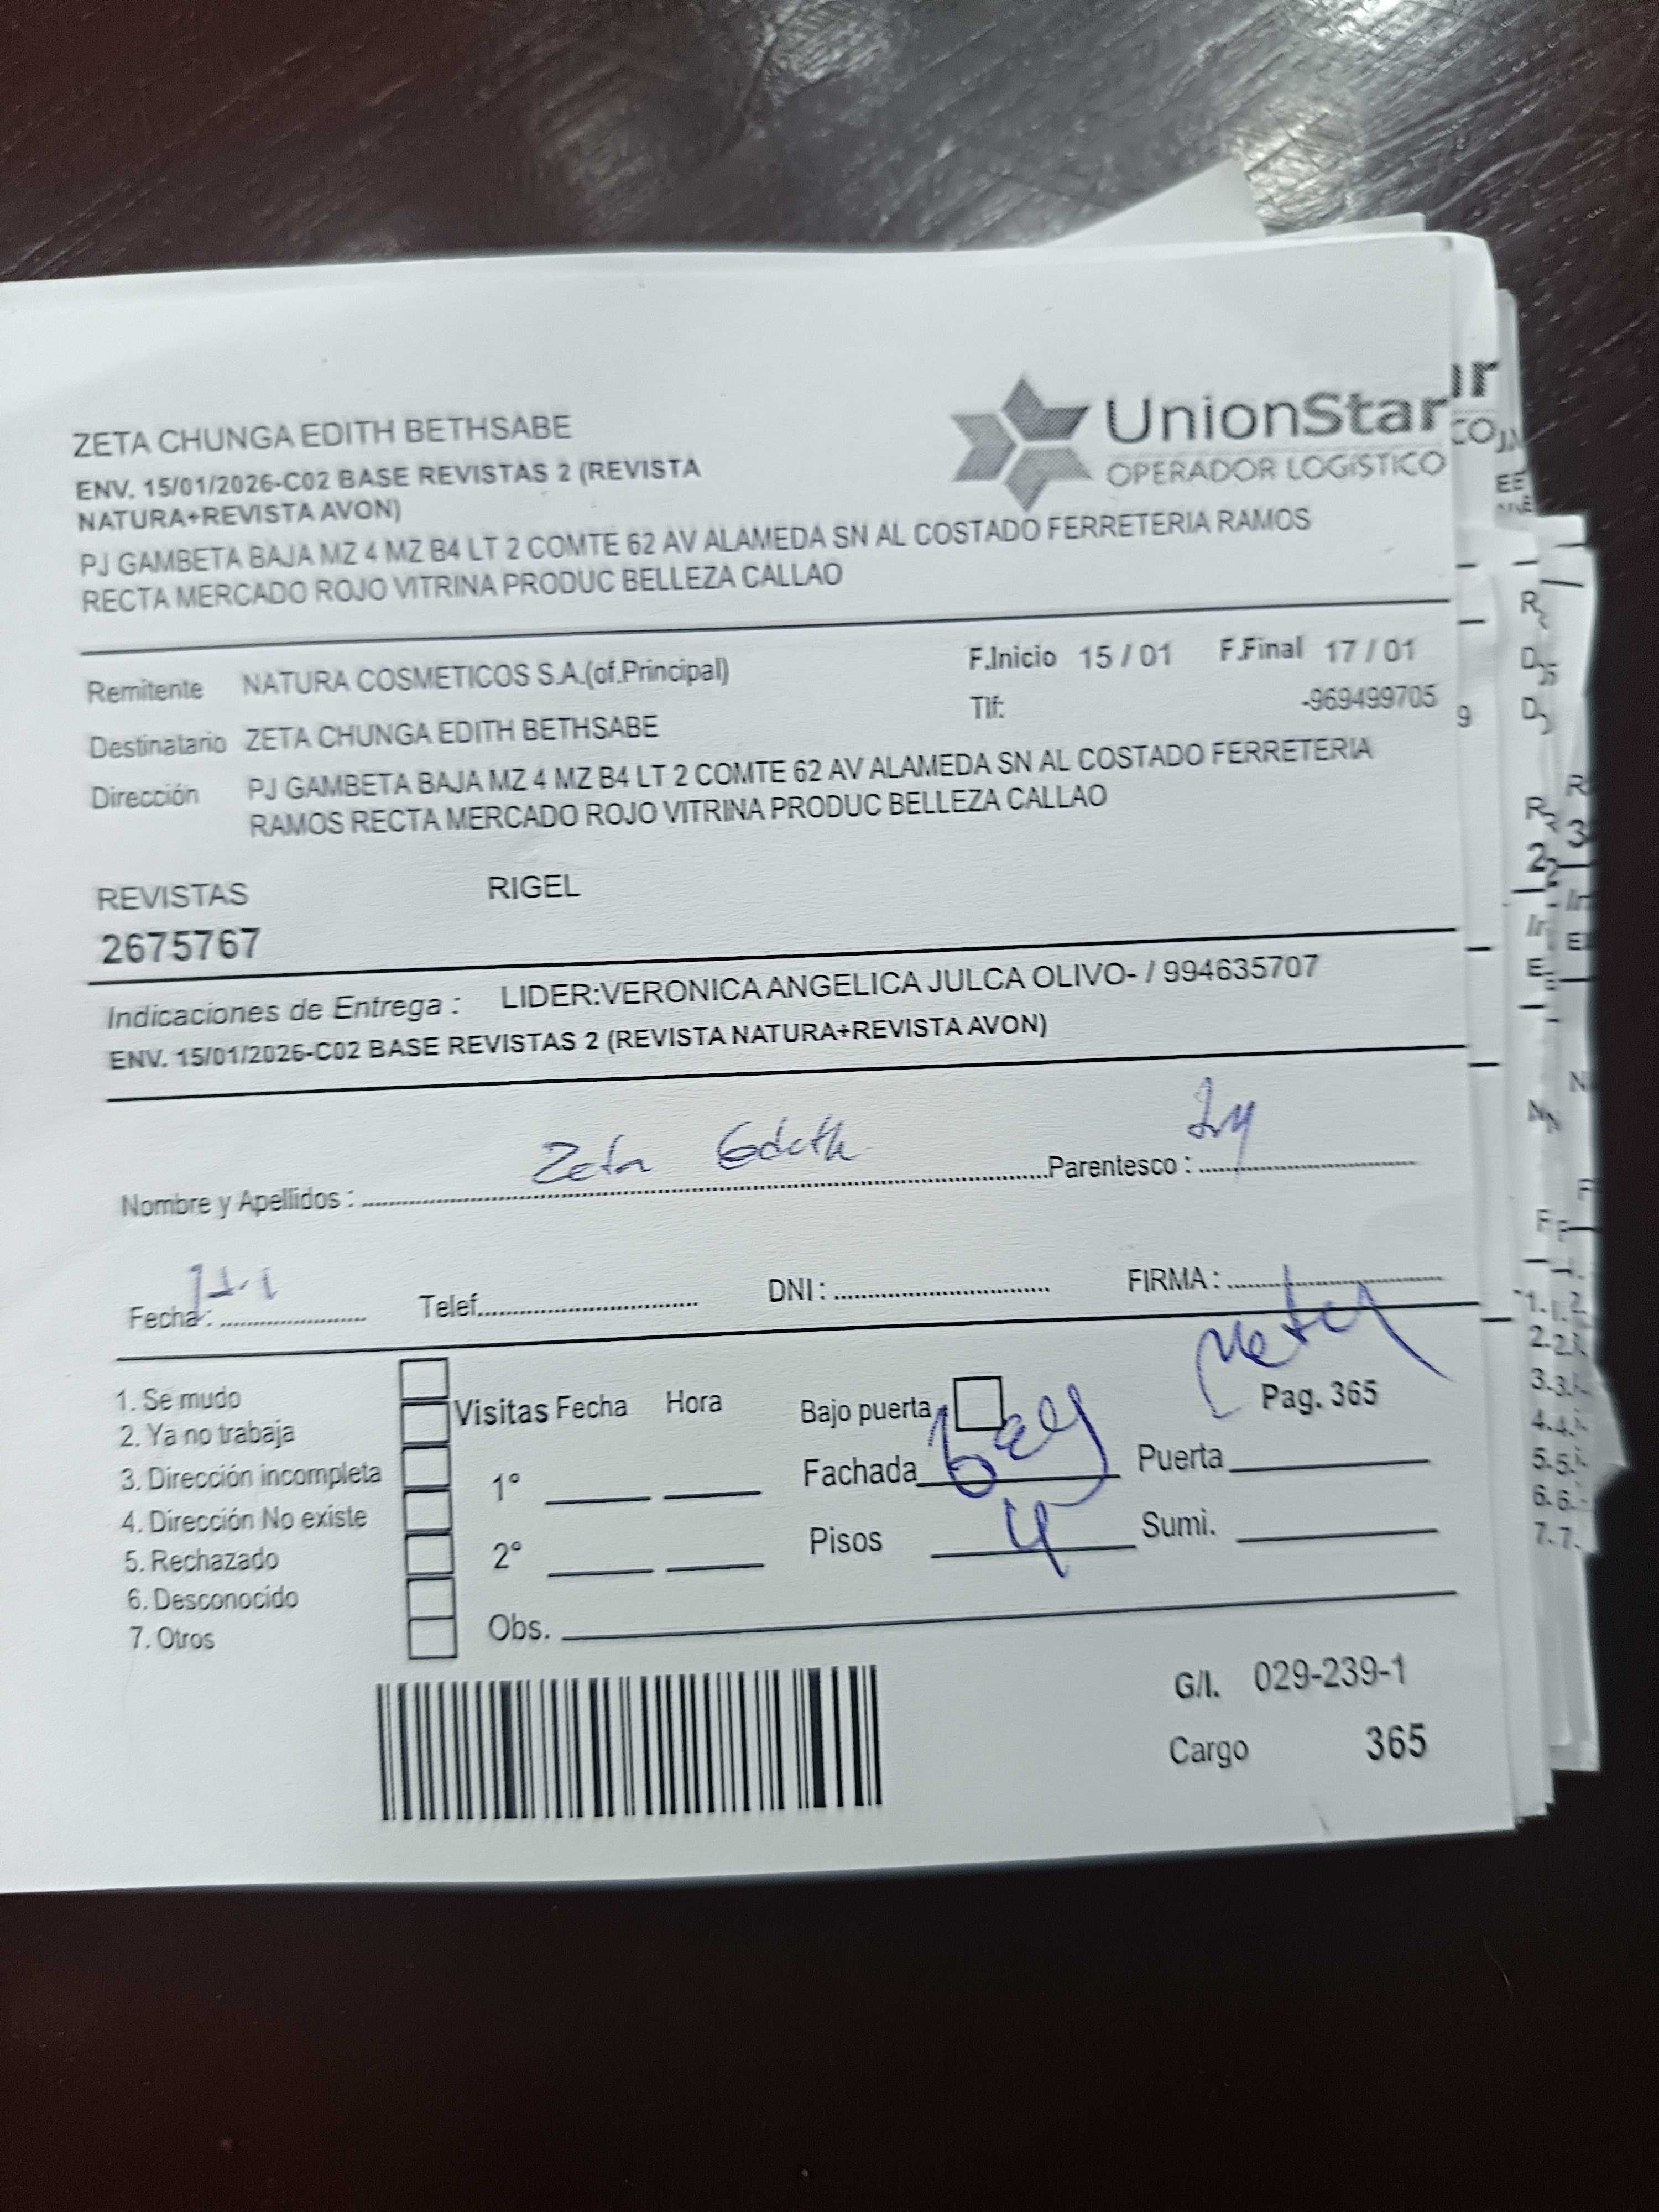 ZETA CHUNGA EDITH BETHSABE
ENV. 15/01/2026-C02 BASE REVISTAS 2 (REVISTA
NATURA+REVISTA AVON)
UnionStar
OPERADOR LOGÍSTICO
PJ GAMBETA BAJA MZ 4 MZ B4 LT 2 COMTE 62 AV ALAMEDA SN AL COSTADO FERRETERIA RAMOS
RECTA MERCADO ROJO VITRINA PRODUC BELLEZA CALLAO
Remitente NATURA COSMETICOS S.A.(of.Principal) F.Inicio 15 / 01 F.Final 17 / 01
Destinatario ZETA CHUNGA EDITH BETHSABE Tlf: -969499705
Dirección PJ GAMBETA BAJA MZ 4 MZ B4 LT 2 COMTE 62 AV ALAMEDA SN AL COSTADO FERRETERIA
RAMOS RECTA MERCADO ROJO VITRINA PRODUC BELLEZA CALLAO
REVISTAS RIGEL
2675767
Indicaciones de Entrega : LIDER:VERONICA ANGELICA JULCA OLIVO- / 994635707
ENV. 15/01/2026-C02 BASE REVISTAS 2 (REVISTA NATURA+REVISTA AVON)
Nombre y Apellidos : Zeta Edith Parentesco :
Fecha : Telef. DNI : FIRMA :
1. Se mudo
2. Ya no trabaja
3. Dirección incompleta
4. Dirección No existe
5. Rechazado
6. Desconocido
7. Otros
Visitas Fecha Hora
1°
2°
Obs.
Bajo puerta Pag. 365
Fachada Puerta
Pisos 4 Sumi.
G/I. 029-239-1
Cargo 365